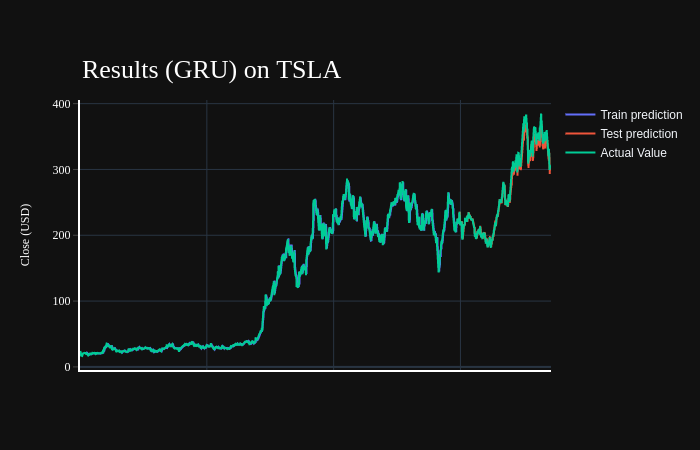 Results (GRU) on TSLA
400
300
200
100
0
Close (USD)
Train prediction
Test prediction
Actual Value